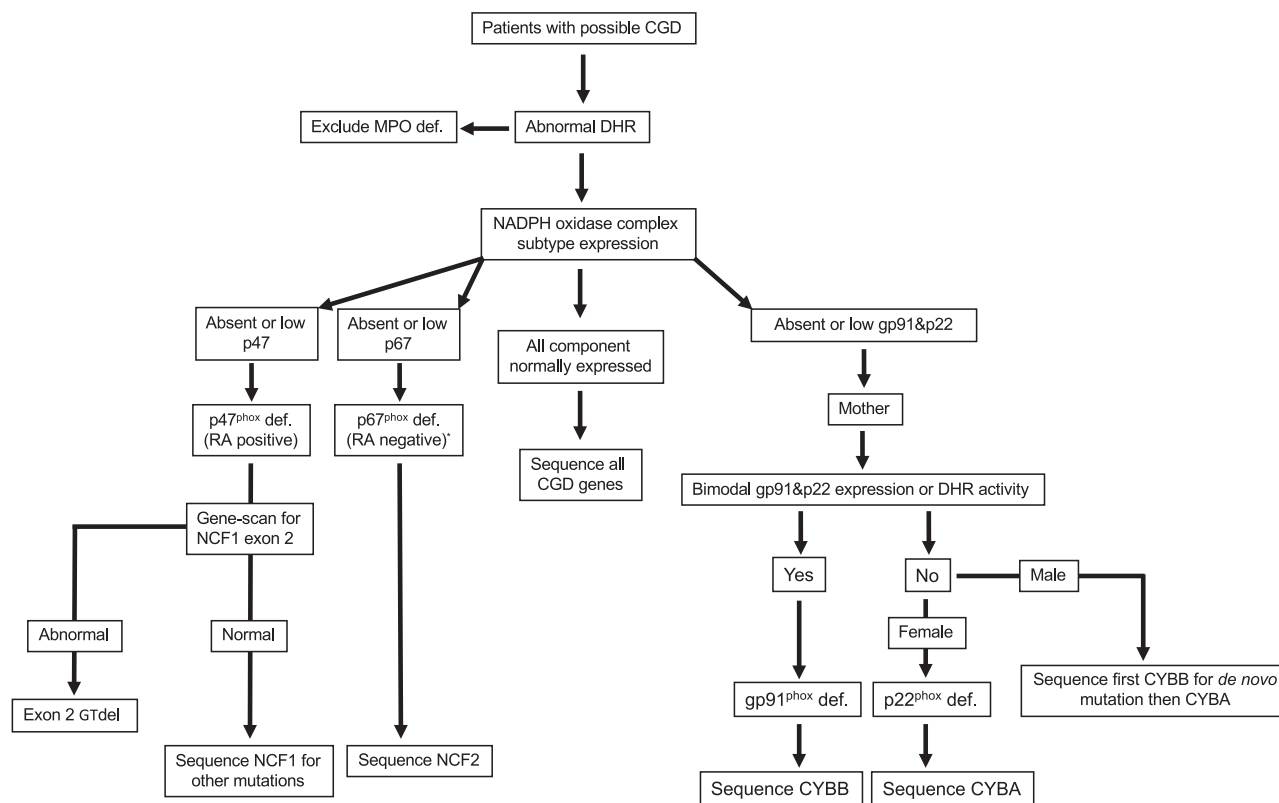 Patients with possible CGD
Exclude MPO def.
Abnormal DHR
NADPH oxidase complex
subtype expression
Absent or low
p47
Absent or low
p67
All component
normally expressed
Absent or low gp91&p22
Mother
p47phox def.
(RA positive)
p67phox def.
(RA negative)*
Sequence all
CGD genes
Bimodal gp91&p22 expression or DHR activity
Gene-scan for
NCF1 exon 2
Yes
No
Male
Abnormal
Normal
Female
Exon 2 GTdel
gp91phox def.
p22phox def.
Sequence first CYBB for de novo
mutation then CYBA
Sequence NCF1 for
other mutations
Sequence NCF2
Sequence CYBB
Sequence CYBA